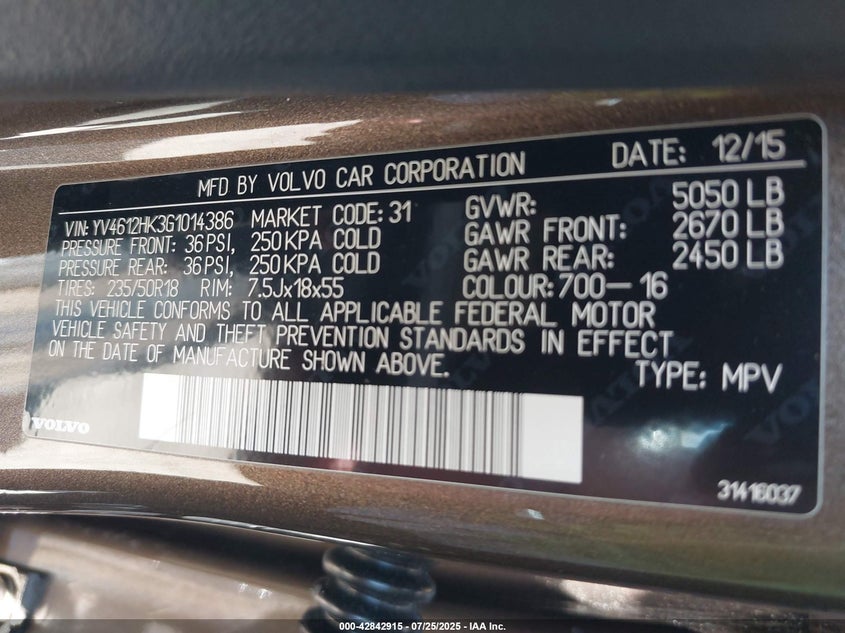 MFD BY VOLVO CAR CORPORATION DATE: 12/15
VIN: YV4612HK3G1014386 MARKET CODE: 31 GVWR: 5050 LB
PRESSURE FRONT: 36 PSI, 250 KPA COLD GAWR FRONT: 2670 LB
PRESSURE REAR: 36 PSI, 250 KPA COLD GAWR REAR: 2450 LB
TIRES: 235/50R18 RIM: 7.5Jx18x55 COLOUR: 700-16
THIS VEHICLE CONFORMS TO ALL APPLICABLE FEDERAL MOTOR
VEHICLE SAFETY AND THEFT PREVENTION STANDARDS IN EFFECT
ON THE DATE OF MANUFACTURE SHOWN ABOVE.
TYPE: MPV
VOLVO
31416037
000-42842915 - 07/25/2025 - IAA Inc.